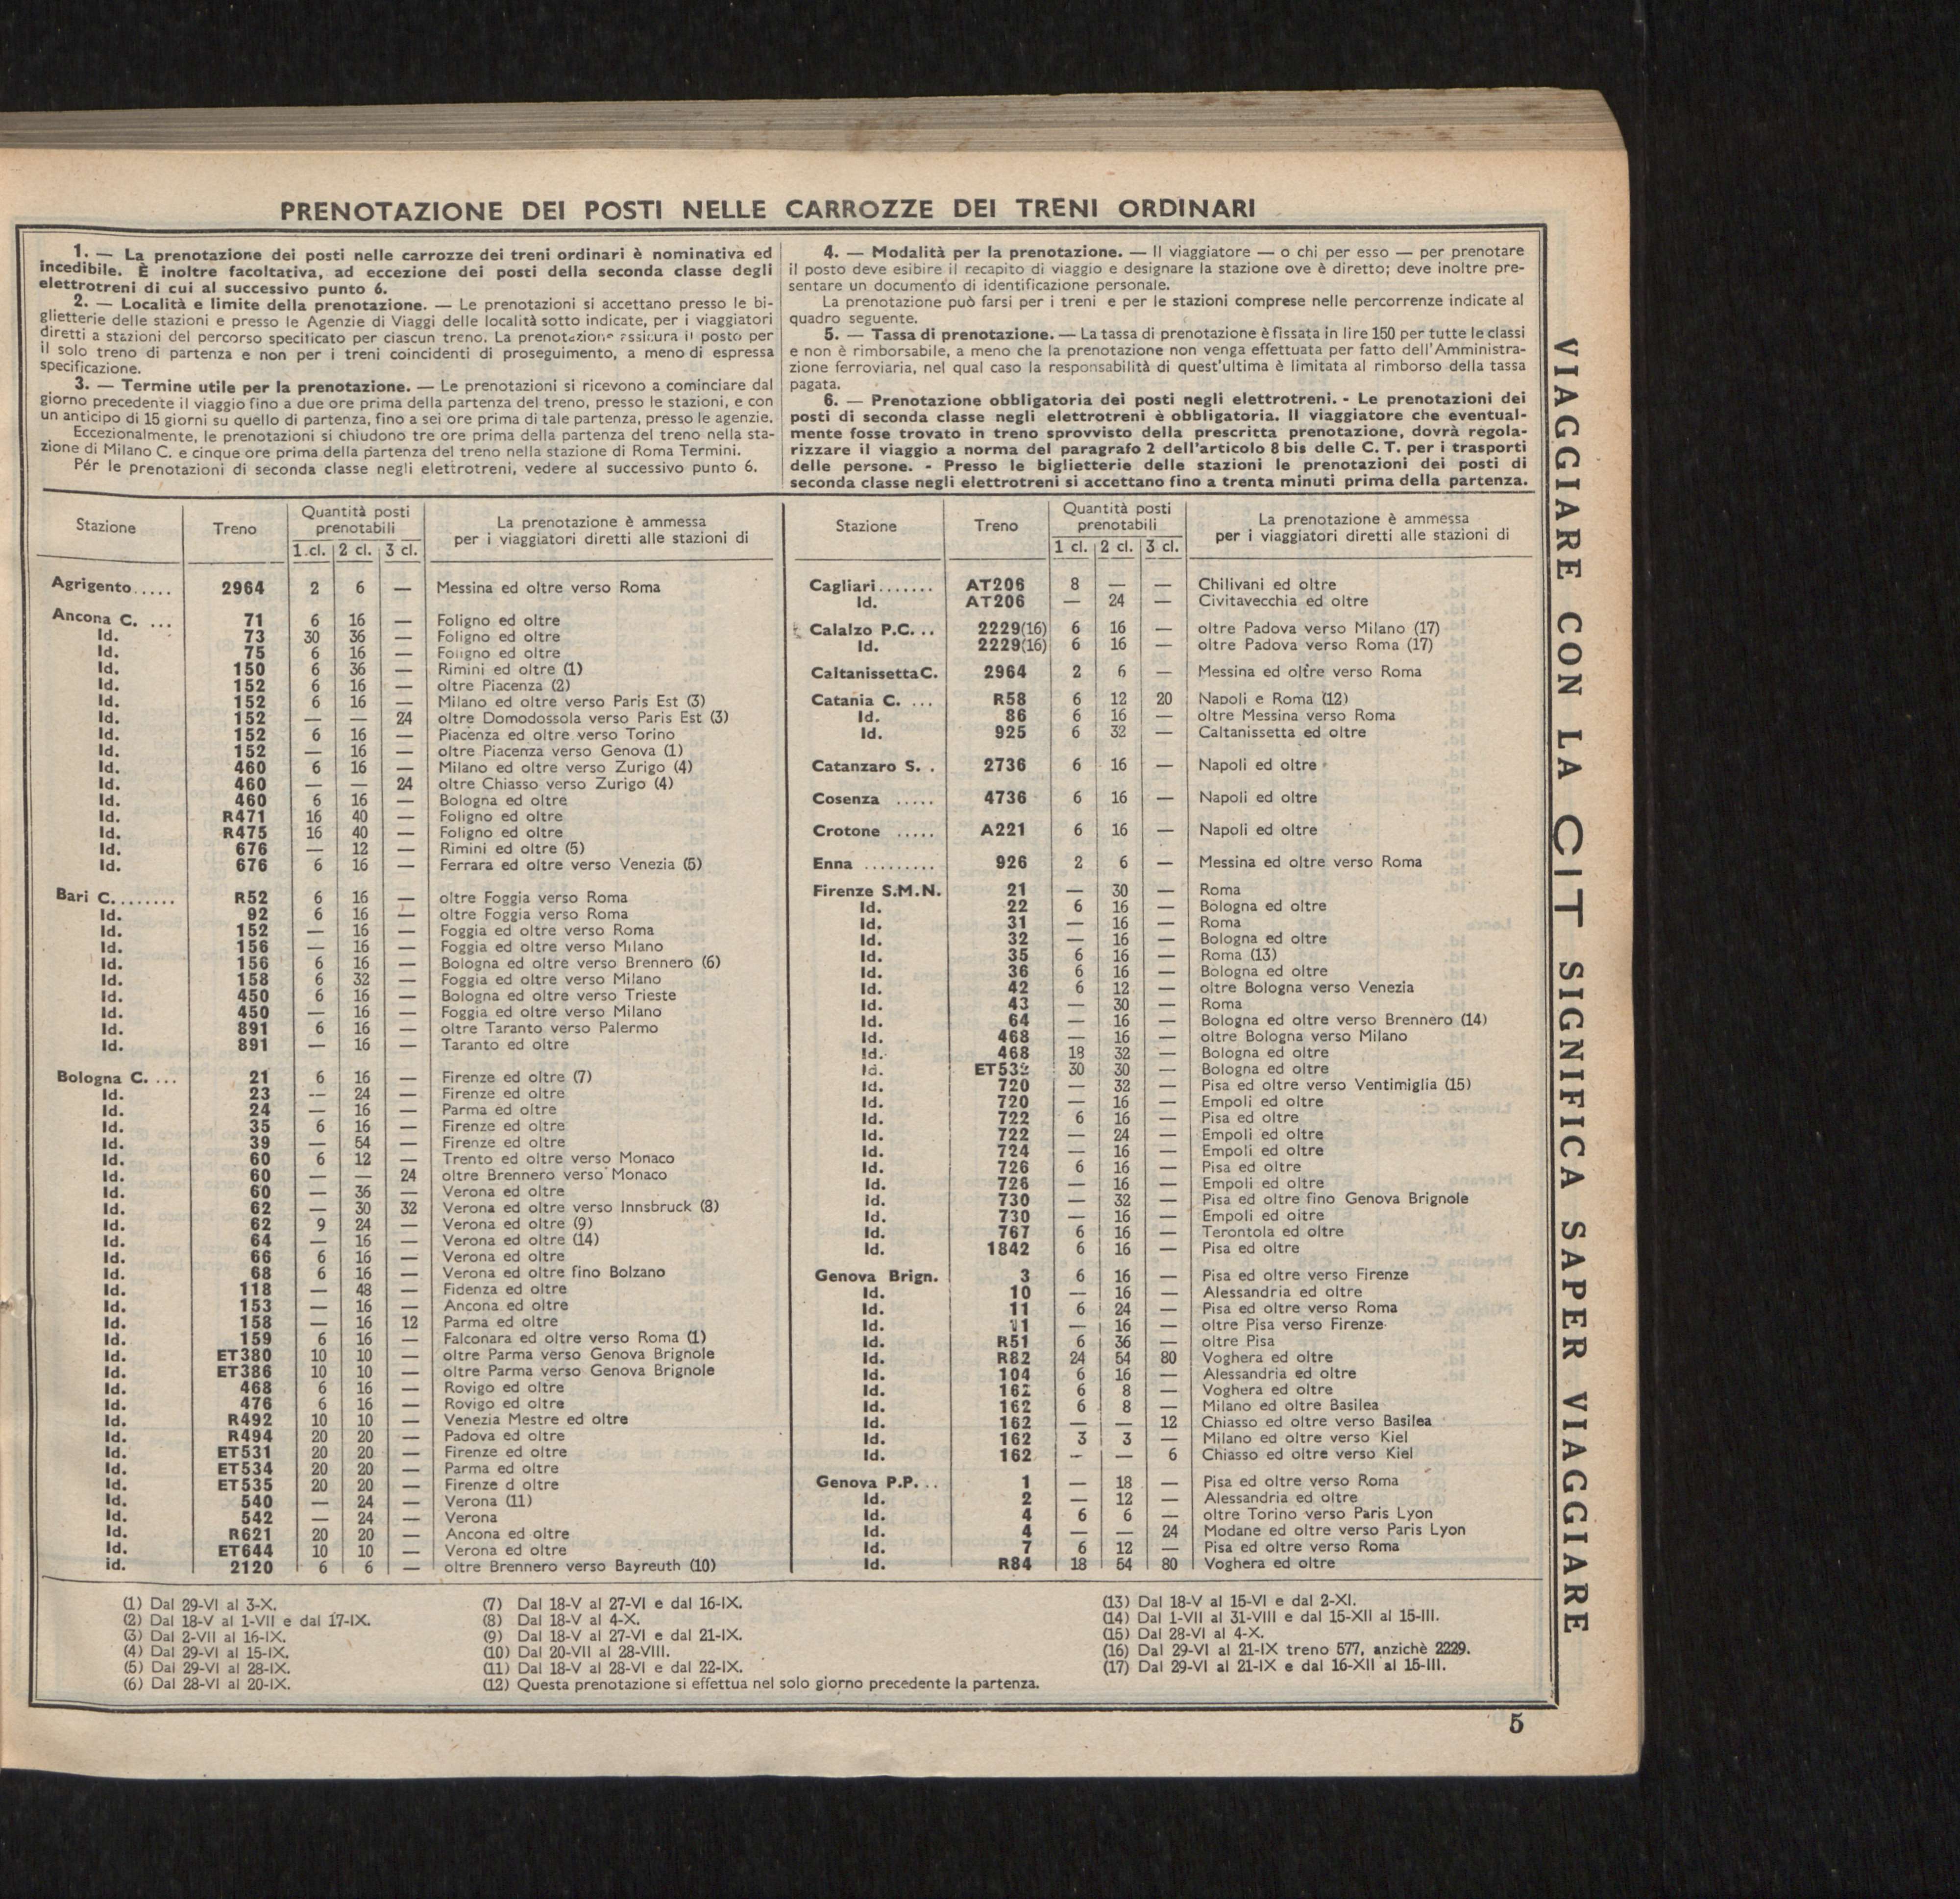 PRENOTAZIONE DEI POSTI NELLE CARROZZE DEI TRENI ORDINARI
1. — La prenotazione dei posti nelle carrozze dei treni ordinari è nominativa ed
incedibile. È inoltre facoltativa, ad eccezione dei posti della seconda classe degli
elettrotreni di cui al successivo punto 6.
2. — Località e limite della prenotazione. — Le prenotazioni si accettano presso le bi-
glietterie delle stazioni e presso le Agenzie di Viaggi delle località sotto indicate, per i viaggiatori
diretti a stazioni del percorso specificato per ciascun treno. La prenotazione assicura il posto per
il solo treno di partenza e non per i treni coincidenti di proseguimento, a meno di espressa
specificazione.
3. — Termine utile per la prenotazione. — Le prenotazioni si ricevono a cominciare dal
giorno precedente il viaggio fino a due ore prima della partenza del treno, presso le stazioni, e con
un anticipo di 15 giorni su quello di partenza, fino a sei ore prima di tale partenza, presso le agenzie.
Eccezionalmente, le prenotazioni si chiudono tre ore prima della partenza del treno nella sta-
zione di Milano C. e cinque ore prima della partenza del treno nella stazione di Roma Termini.
Pér le prenotazioni di seconda classe negli elettrotreni, vedere al successivo punto 6.
4. — Modalità per la prenotazione. — Il viaggiatore — o chi per esso — per prenotare
il posto deve esibire il recapito di viaggio e designare la stazione ove è diretto; deve inoltre pre-
sentare un documento di identificazione personale.
La prenotazione può farsi per i treni e per le stazioni comprese nelle percorrenze indicate al
quadro seguente.
5. — Tassa di prenotazione. — La tassa di prenotazione è fissata in lire 150 per tutte le classi
e non è rimborsabile, a meno che la prenotazione non venga effettuata per fatto dell'Amministra-
zione ferroviaria, nel qual caso la responsabilità di quest'ultima è limitata al rimborso della tassa
pagata.
6. — Prenotazione obbligatoria dei posti negli elettrotreni. - Le prenotazioni dei
posti di seconda classe negli elettrotreni è obbligatoria. Il viaggiatore che eventual-
mente fosse trovato in treno sprovvisto della prescritta prenotazione, dovrà regola-
rizzare il viaggio a norma del paragrafo 2 dell'articolo 8 bis delle C. T. per i trasporti
delle persone. - Presso le biglietterie delle stazioni le prenotazioni dei posti di
seconda classe negli elettrotreni si accettano fino a trenta minuti prima della partenza.
Stazione Treno Quantità posti prenotabili La prenotazione è ammessa
per i viaggiatori diretti alle stazioni di
1 cl. 2 cl. 3 cl.
Agrigento..... 2964 2 6 — Messina ed oltre verso Roma
Ancona C. ... 71 6 16 — Foligno ed oltre
Id. 73 30 36 — Foligno ed oltre
Id. 75 6 16 — Foligno ed oltre
Id. 150 6 36 — Rimini ed oltre (1)
Id. 152 6 16 — oltre Piacenza (2)
Id. 152 6 16 — Milano ed oltre verso Paris Est (3)
Id. 152 — — 24 oltre Domodossola verso Paris Est (3)
Id. 152 6 16 — Piacenza ed oltre verso Torino
Id. 152 — 16 — oltre Piacenza verso Genova (1)
Id. 460 6 16 — Milano ed oltre verso Zurigo (4)
Id. 460 — — 24 oltre Chiasso verso Zurigo (4)
Id. 460 6 16 — Bologna ed oltre
Id. R471 16 40 — Foligno ed oltre
Id. R475 16 40 — Foligno ed oltre
Id. 676 — 12 — Rimini ed oltre (5)
Id. 676 6 16 — Ferrara ed oltre verso Venezia (5)
Bari C........ R52 6 16 — oltre Foggia verso Roma
Id. 92 6 16 — oltre Foggia verso Roma
Id. 152 — 16 — Foggia ed oltre verso Roma
Id. 156 — 16 — Foggia ed oltre verso Milano
Id. 156 6 16 — Bologna ed oltre verso Brennero (6)
Id. 158 6 32 — Foggia ed oltre verso Milano
Id. 450 6 16 — Bologna ed oltre verso Trieste
Id. 450 — 16 — Foggia ed oltre verso Milano
Id. 891 6 16 — oltre Taranto verso Palermo
Id. 891 — 16 — Taranto ed oltre
Bologna C. ... 21 6 16 — Firenze ed oltre (7)
Id. 23 — 24 — Firenze ed oltre
Id. 24 — 16 — Parma ed oltre
Id. 35 6 16 — Firenze ed oltre
Id. 39 — 54 — Firenze ed oltre
Id. 60 6 12 — Trento ed oltre verso Monaco
Id. 60 — — 24 oltre Brennero verso Monaco
Id. 60 — 36 — Verona ed oltre
Id. 62 — 30 32 Verona ed oltre verso Innsbruck (8)
Id. 62 9 24 — Verona ed oltre (9)
Id. 64 — 16 — Verona ed oltre (14)
Id. 66 6 16 — Verona ed oltre
Id. 68 6 16 — Verona ed oltre fino Bolzano
Id. 118 — 48 — Fidenza ed oltre
Id. 153 — 16 — Ancona ed oltre
Id. 158 — 16 12 Parma ed oltre
Id. 159 6 16 — Falconara ed oltre verso Roma (1)
Id. ET380 10 10 — oltre Parma verso Genova Brignole
Id. ET386 10 10 — oltre Parma verso Genova Brignole
Id. 468 6 16 — Rovigo ed oltre
Id. 476 6 16 — Rovigo ed oltre
Id. R492 10 10 — Venezia Mestre ed oltre
Id. R494 20 20 — Padova ed oltre
Id. ET531 20 20 — Firenze ed oltre
Id. ET534 20 20 — Parma ed oltre
Id. ET535 20 20 — Firenze d oltre
Id. 540 — 24 — Verona (11)
Id. 542 — 24 — Verona
Id. R621 20 20 — Ancona ed oltre
Id. ET644 10 10 — Verona ed oltre
id. 2120 6 6 — oltre Brennero verso Bayreuth (10)
Stazione Treno Quantità posti prenotabili La prenotazione è ammessa
per i viaggiatori diretti alle stazioni di
1 cl. 2 cl. 3 cl.
Cagliari....... AT206 8 — — Chilivani ed oltre
Id. AT206 — 24 — Civitavecchia ed oltre
Calalzo P.C. .. 2229(16) 6 16 — oltre Padova verso Milano (17)
Id. 2229(16) 6 16 — oltre Padova verso Roma (17)
Caltanissetta C. 2964 2 6 — Messina ed oltre verso Roma
Catania C. ... R58 6 12 20 Napoli e Roma (12)
Id. 86 6 16 — oltre Messina verso Roma
Id. 925 6 32 — Caltanissetta ed oltre
Catanzaro S. . 2736 6 16 — Napoli ed oltre
Cosenza ..... 4736 6 16 — Napoli ed oltre
Crotone ..... A221 6 16 — Napoli ed oltre
Enna ......... 926 2 6 — Messina ed oltre verso Roma
Firenze S.M.N. 21 — 30 — Roma
Id. 22 6 16 — Bologna ed oltre
Id. 31 — 16 — Roma
Id. 32 — 16 — Bologna ed oltre
Id. 35 6 16 — Roma (13)
Id. 36 6 16 — Bologna ed oltre
Id. 42 6 12 — oltre Bologna verso Venezia
Id. 43 — 30 — Roma
Id. 64 — 16 — Bologna ed oltre verso Brennero (14)
Id. 468 — 16 — oltre Bologna verso Milano
Id. 468 18 32 — Bologna ed oltre
Id. ET532 30 30 — Bologna ed oltre
Id. 720 — 32 — Pisa ed oltre verso Ventimiglia (15)
Id. 720 — 16 — Empoli ed oltre
Id. 722 6 16 — Pisa ed oltre
Id. 722 — 24 — Empoli ed oltre
Id. 724 — 16 — Empoli ed oltre
Id. 726 6 16 — Pisa ed oltre
Id. 726 — 16 — Empoli ed oltre
Id. 730 — 32 — Pisa ed oltre fino Genova Brignole
Id. 730 — 16 — Empoli ed oltre
Id. 767 6 16 — Terontola ed oltre
Id. 1842 6 16 — Pisa ed oltre
Genova Brign. 3 6 16 — Pisa ed oltre verso Firenze
Id. 10 — 16 — Alessandria ed oltre
Id. 11 6 24 — Pisa ed oltre verso Roma
Id. 11 — 16 — oltre Pisa verso Firenze
Id. R51 6 36 — oltre Pisa
Id. R82 24 54 80 Voghera ed oltre
Id. 104 6 16 — Alessandria ed oltre
Id. 162 6 8 — Voghera ed oltre
Id. 162 6 8 — Milano ed oltre Basilea
Id. 162 — — 12 Chiasso ed oltre verso Basilea
Id. 162 3 3 — Milano ed oltre verso Kiel
Id. 162 — — 6 Chiasso ed oltre verso Kiel
Genova P.P. .. 1 — 18 — Pisa ed oltre verso Roma
Id. 2 — 12 — Alessandria ed oltre
Id. 4 6 6 — oltre Torino verso Paris Lyon
Id. 4 — — 24 Modane ed oltre verso Paris Lyon
Id. 7 6 12 — Pisa ed oltre verso Roma
Id. R84 18 54 80 Voghera ed oltre
(1) Dal 29-VI al 3-X.
(2) Dal 18-V al 1-VII e dal 17-IX.
(3) Dal 2-VII al 16-IX.
(4) Dal 29-VI al 15-IX.
(5) Dal 29-VI al 28-IX.
(6) Dal 28-VI al 20-IX.
(7) Dal 18-V al 27-VI e dal 16-IX.
(8) Dal 18-V al 4-X.
(9) Dal 18-V al 27-VI e dal 21-IX.
(10) Dal 20-VII al 28-VIII.
(11) Dal 18-V al 28-VI e dal 22-IX.
(12) Questa prenotazione si effettua nel solo giorno precedente la partenza.
(13) Dal 18-V al 15-VI e dal 2-XI.
(14) Dal 1-VII al 31-VIII e dal 15-XII al 15-III.
(15) Dal 28-VI al 4-X.
(16) Dal 29-VI al 21-IX treno 577, anzichè 2229.
(17) Dal 29-VI al 21-IX e dal 16-XII al 15-III.
VIAGGIARE CON LA CIT SIGNIFICA SAPER VIAGGIARE
5